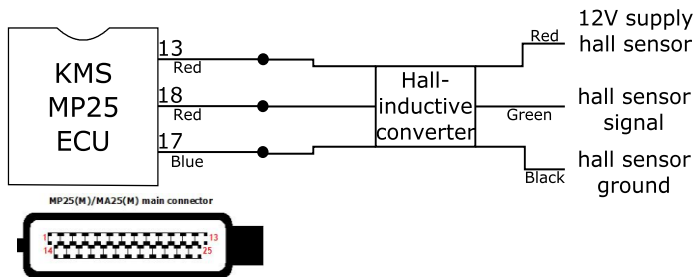 12V supply
hall sensor
Red
13
Red
KMS
MP25
ECU
18
Red
Hall-
inductive
converter
Green
hall sensor
signal
17
Blue
Black
hall sensor
ground
MP25(M)/MA25(M) main connector
1
13
14
25